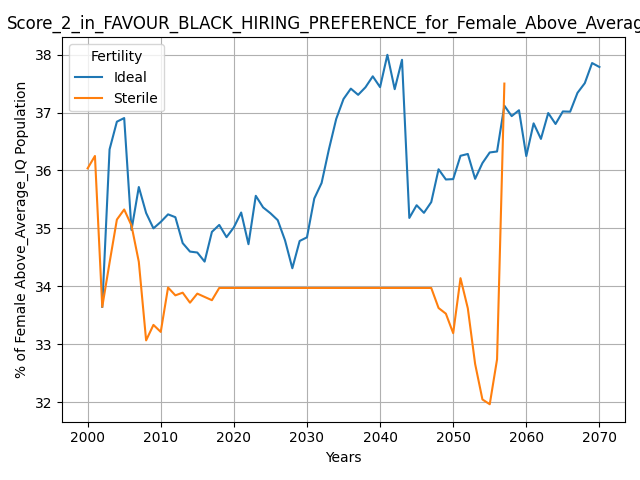 Score_2_in_FAVOUR_BLACK_HIRING_PREFERENCE_for_Female_Above_Averag
Fertility
Ideal
Sterile
% of Female Above_Average_IQ Population
38
37
36
35
34
33
32
2000
2010
2020
2030
2040
2050
2060
2070
Years